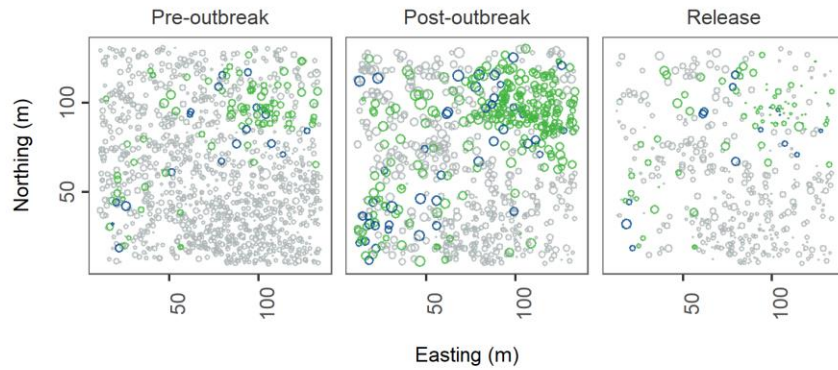 Pre-outbreak Post-outbreak Release
Northing (m)
100
50
50 100 50 100 50 100
Easting (m)